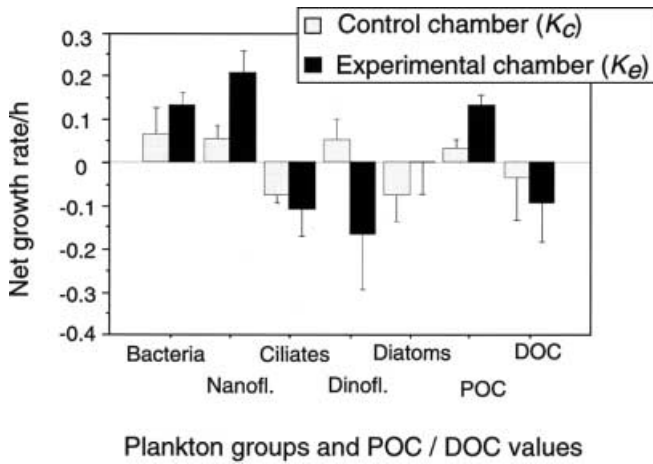 Control chamber (Kc)
Experimental chamber (Ke)
Net growth rate/h
0.3
0.2
0.1
0
-0.1
-0.2
-0.3
-0.4
Bacteria Ciliates Diatoms DOC
Nanofl. Dinofl. POC
Plankton groups and POC / DOC values